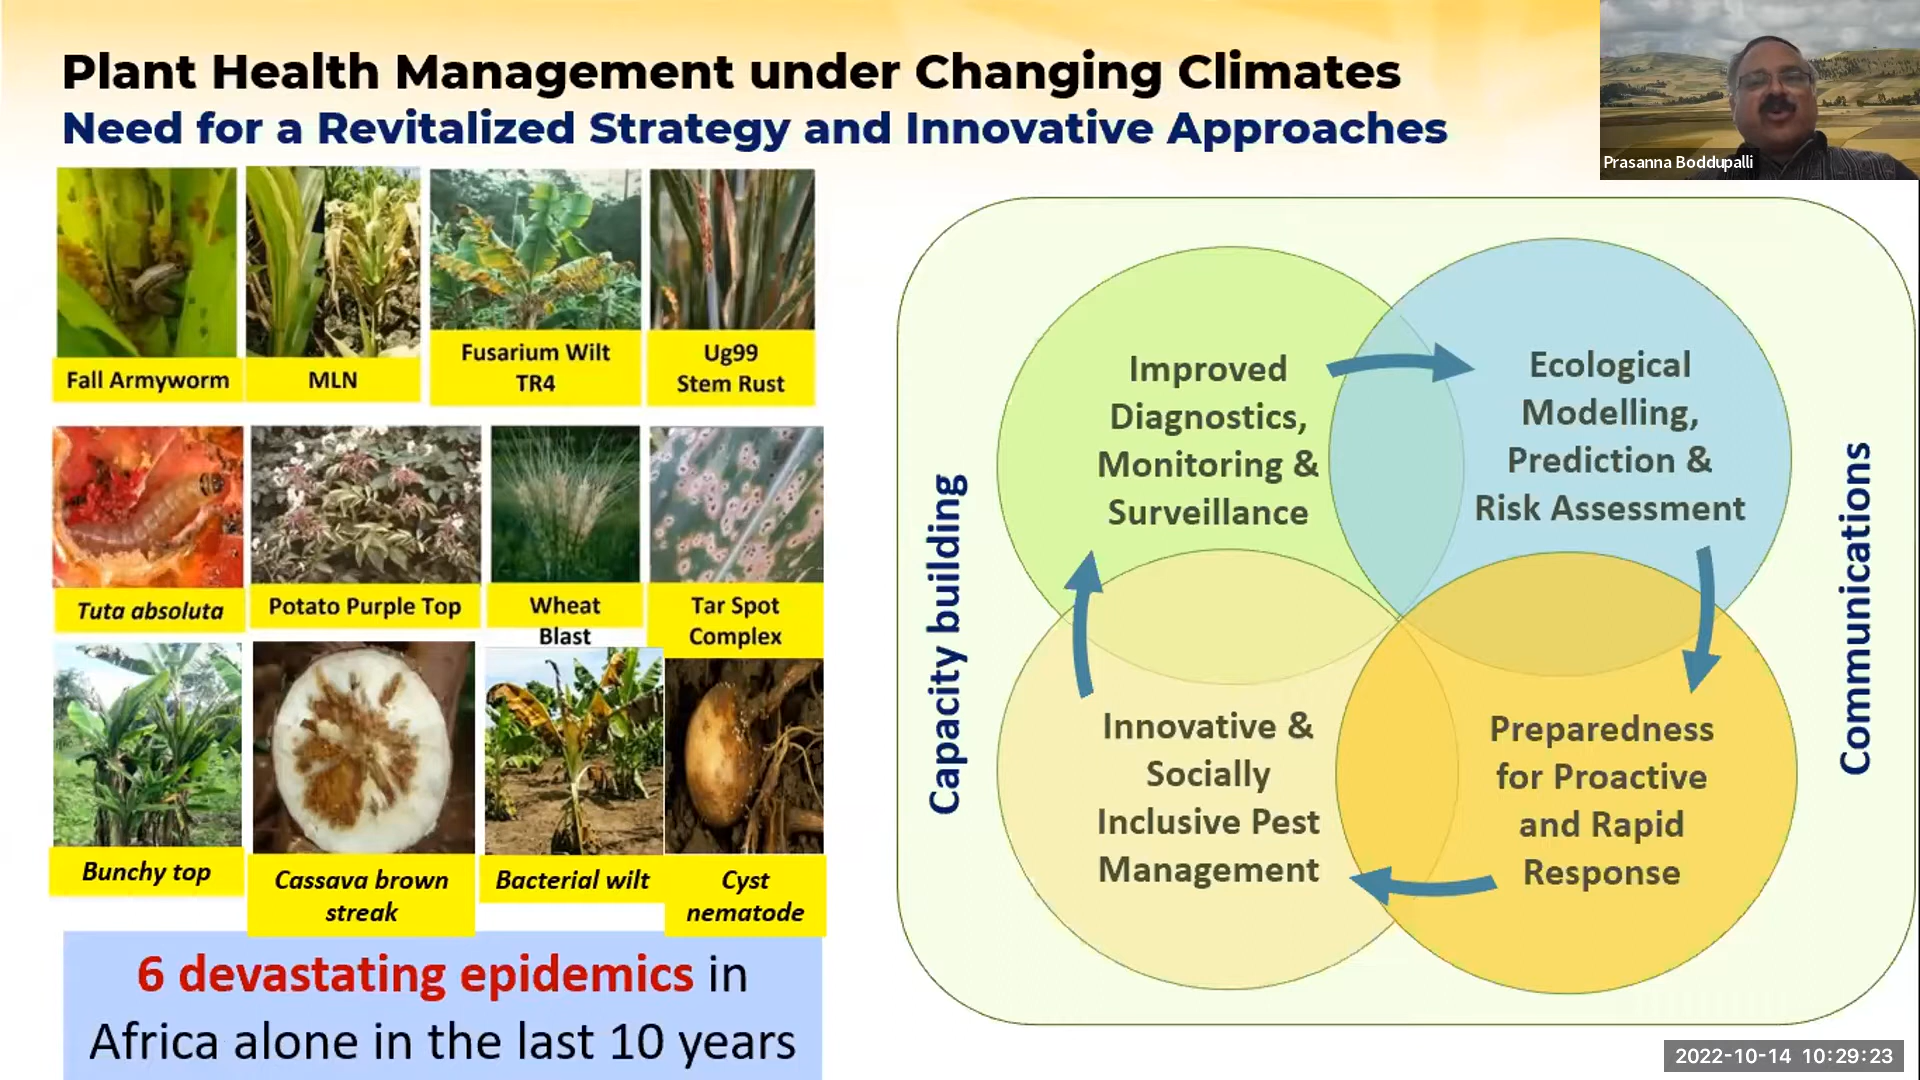 Plant Health Management under Changing Climates
Need for a Revitalized Strategy and Innovative Approaches
Prasanna Boddupalli
Fall Armyworm
MLN
Fusarium Wilt
TR4
Ug99
Stem Rust
Tuta absoluta
Potato Purple Top
Wheat
Blast
Tar Spot
Complex
Bunchy top
Cassava brown
streak
Bacterial wilt
Cyst
nematode
6 devastating epidemics in
Africa alone in the last 10 years
Capacity building
Improved
Diagnostics,
Monitoring &
Surveillance
Ecological
Modelling,
Prediction &
Risk Assessment
Innovative &
Socially
Inclusive Pest
Management
Preparedness
for Proactive
and Rapid
Response
Communications
2022-10-14 10:29:23